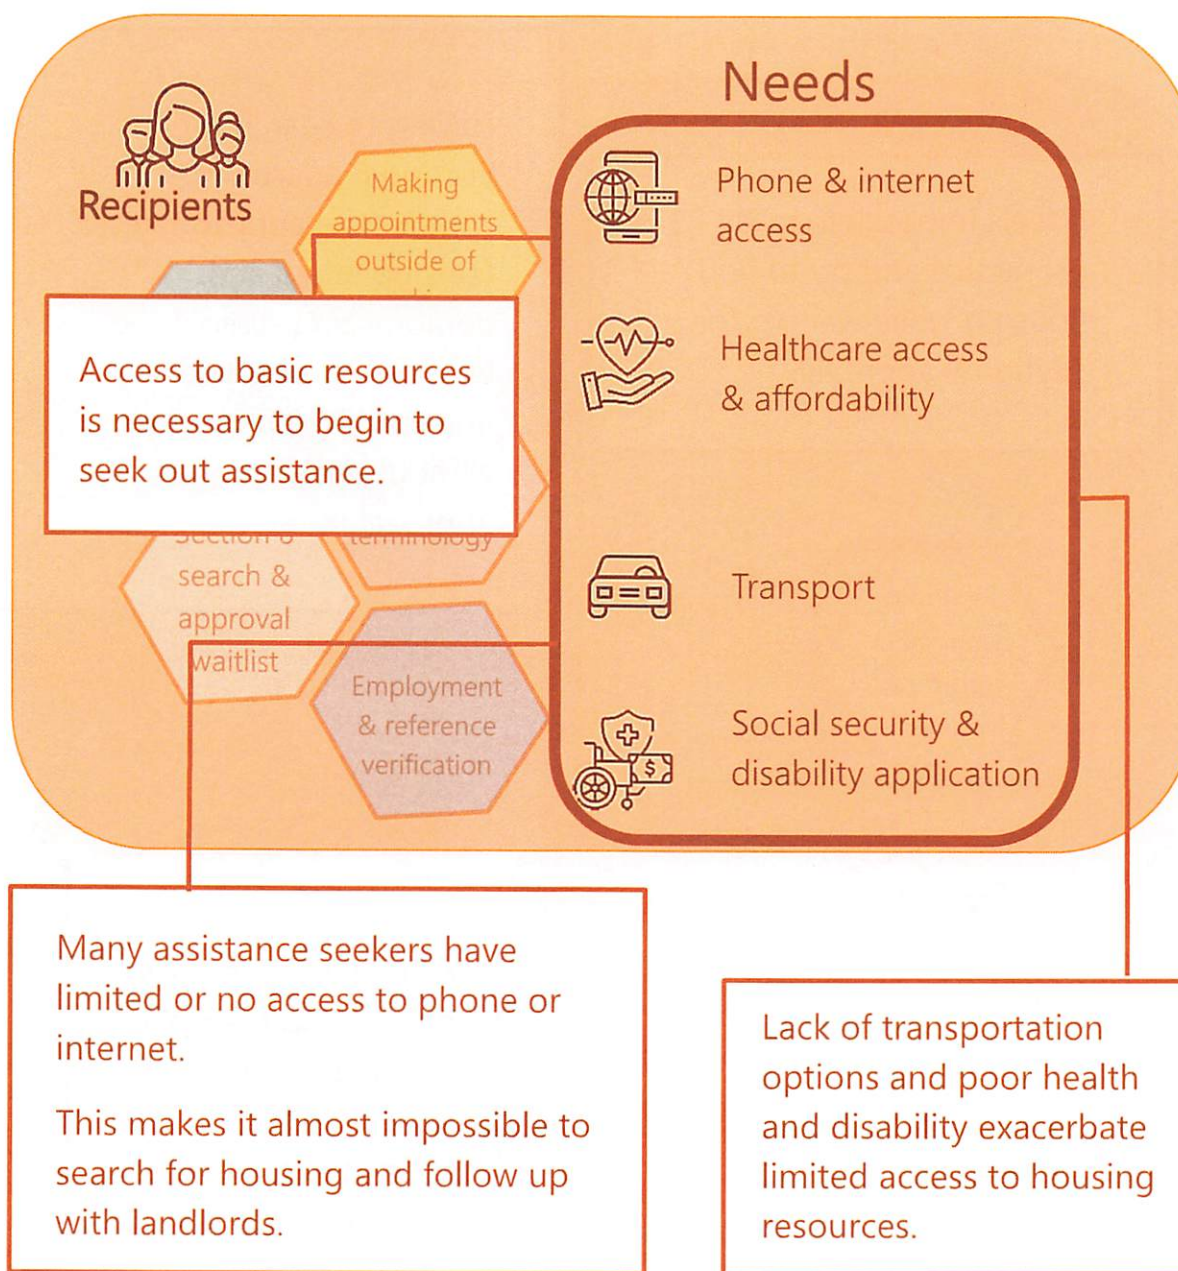 Needs
Recipients
Making
appointments
outside of
Access to basic resources
is necessary to begin to
seek out assistance.
terminology
search &
approval
waitlist
Employment
& reference
verification
Phone & internet
access
Healthcare access
& affordability
Transport
Social security &
disability application
$
Many assistance seekers have
limited or no access to phone or
internet.
This makes it almost impossible to
search for housing and follow up
with landlords.
Lack of transportation
options and poor health
and disability exacerbate
limited access to housing
resources.